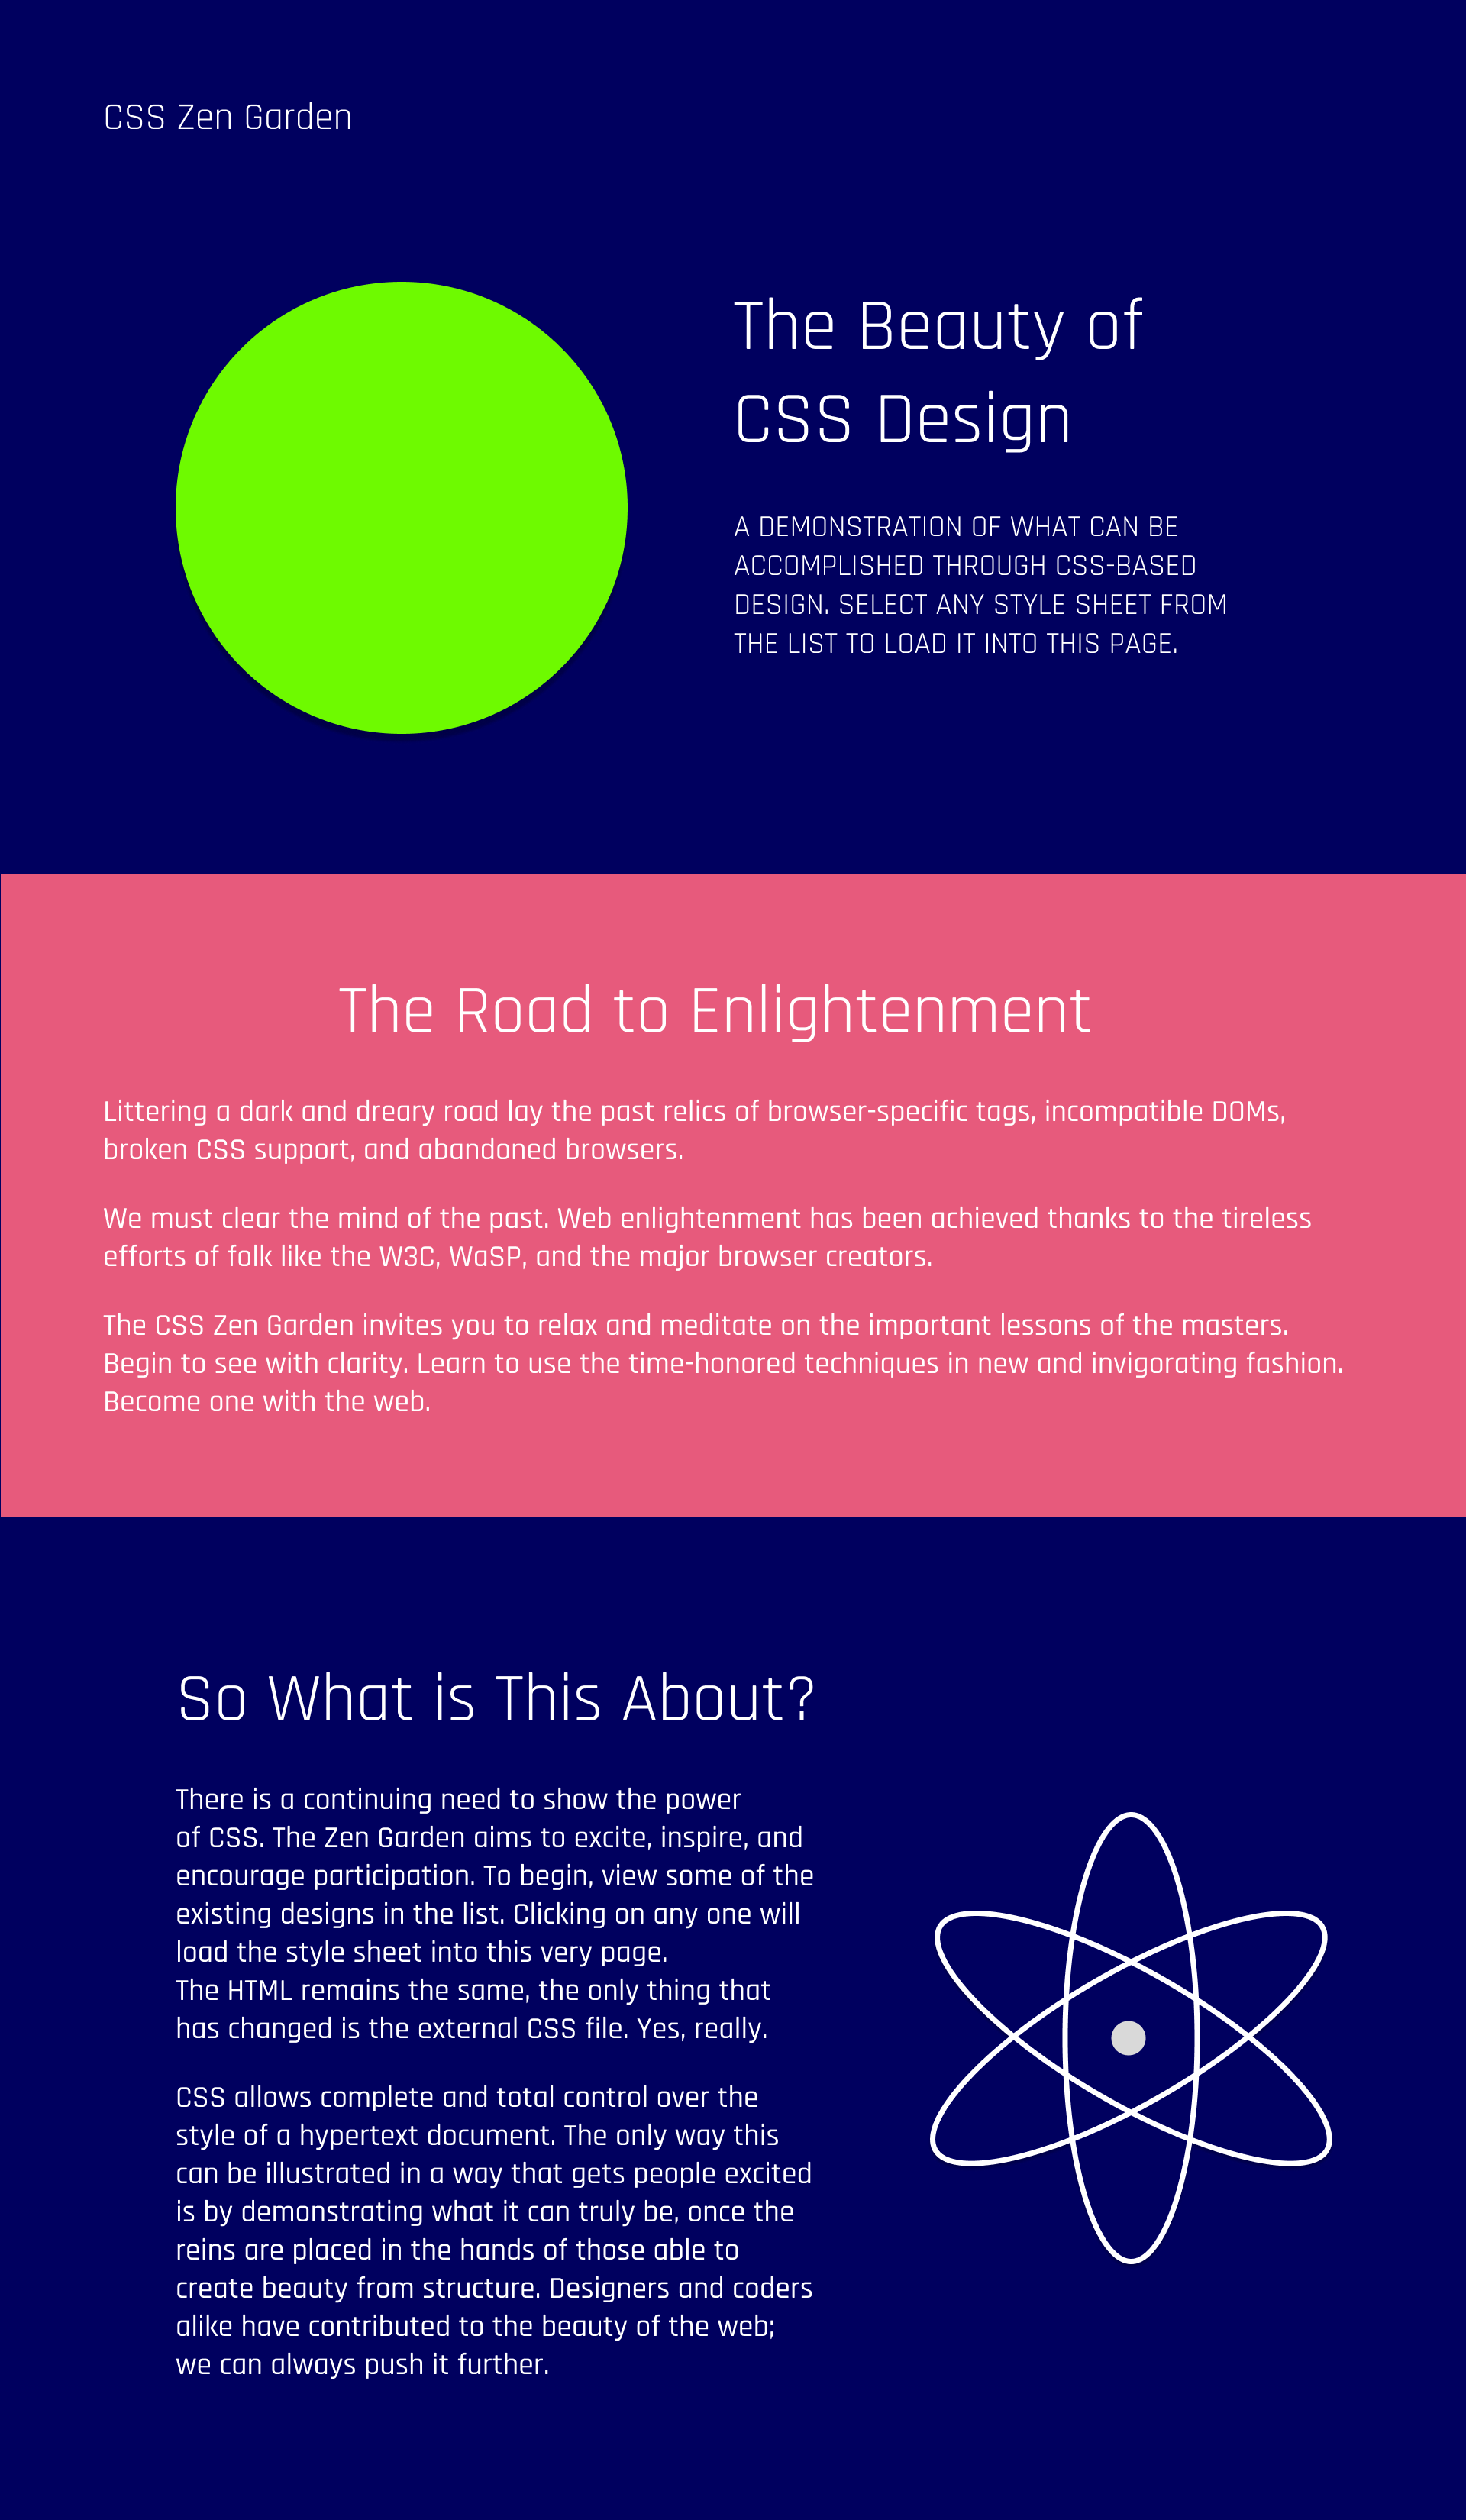 CSS Zen Garden
The Beauty of
CSS Design
A DEMONSTRATION OF WHAT CAN BE
ACCOMPLISHED THROUGH CSS-BASED
DESIGN. SELECT ANY STYLE SHEET FROM
THE LIST TO LOAD IT INTO THIS PAGE.
The Road to Enlightenment
Littering a dark and dreary road lay the past relics of browser-specific tags, incompatible DOMs,
broken CSS support, and abandoned browsers.
We must clear the mind of the past. Web enlightenment has been achieved thanks to the tireless
efforts of folk like the W3C, WaSP, and the major browser creators.
The CSS Zen Garden invites you to relax and meditate on the important lessons of the masters.
Begin to see with clarity. Learn to use the time-honored techniques in new and invigorating fashion.
Become one with the web.
So What is This About?
There is a continuing need to show the power
of CSS. The Zen Garden aims to excite, inspire, and
encourage participation. To begin, view some of the
existing designs in the list. Clicking on any one will
load the style sheet into this very page.
The HTML remains the same, the only thing that
has changed is the external CSS file. Yes, really.
CSS allows complete and total control over the
style of a hypertext document. The only way this
can be illustrated in a way that gets people excited
is by demonstrating what it can truly be, once the
reins are placed in the hands of those able to
create beauty from structure. Designers and coders
alike have contributed to the beauty of the web;
we can always push it further.